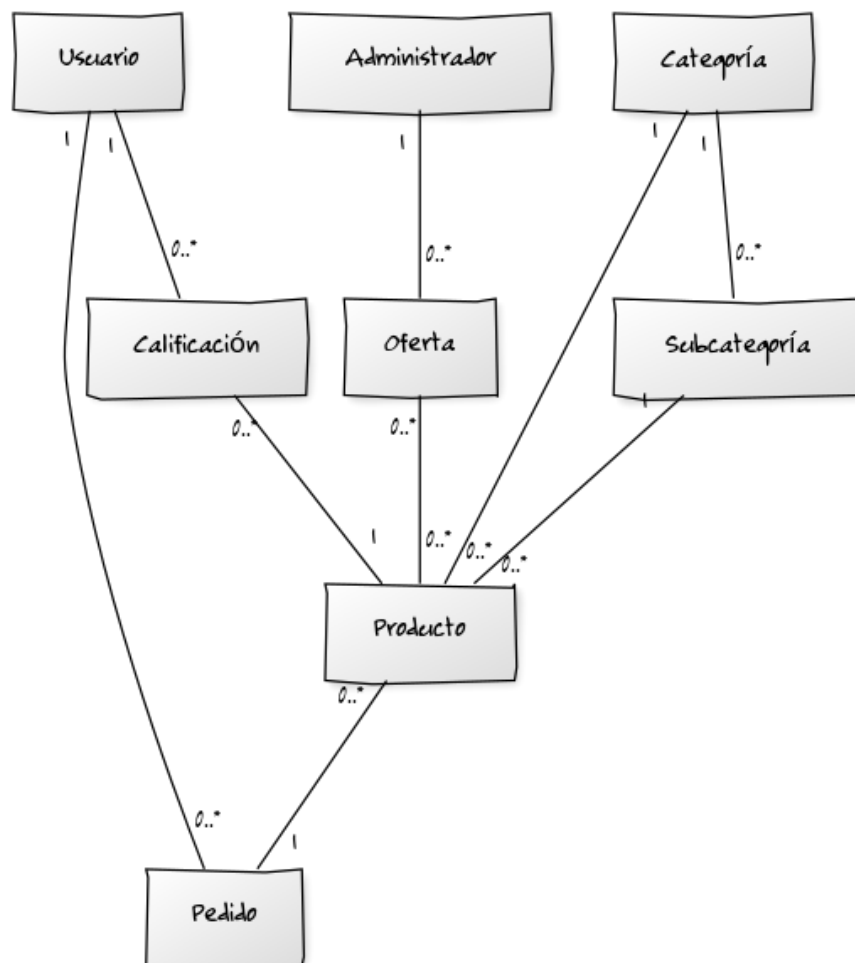 Usuario
Administrador
Categoría
1
1
1
1
1
0..*
0..*
0..*
Calificación
Oferta
Subcategoría
1
0..*
0..*
1
0..*
0..*
0..*
Producto
0..*
0..*
1
Pedido